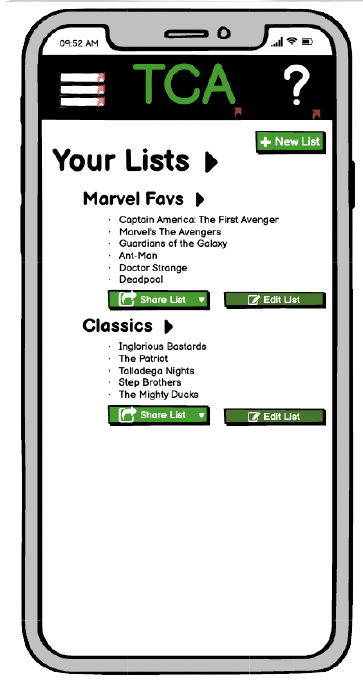 09:52 AM
TCA
?
+ New List
Your Lists
Marvel Favs
· Captain America: The First Avenger
· Marvel's The Avengers
· Guardians of the Galaxy
· Ant-Man
· Doctor Strange
· Deadpool
Share List
Edit List
Classics
· Inglorious Bastards
· The Patriot
· Talladega Nights
· Step Brothers
· The Mighty Ducks
Share List
Edit List